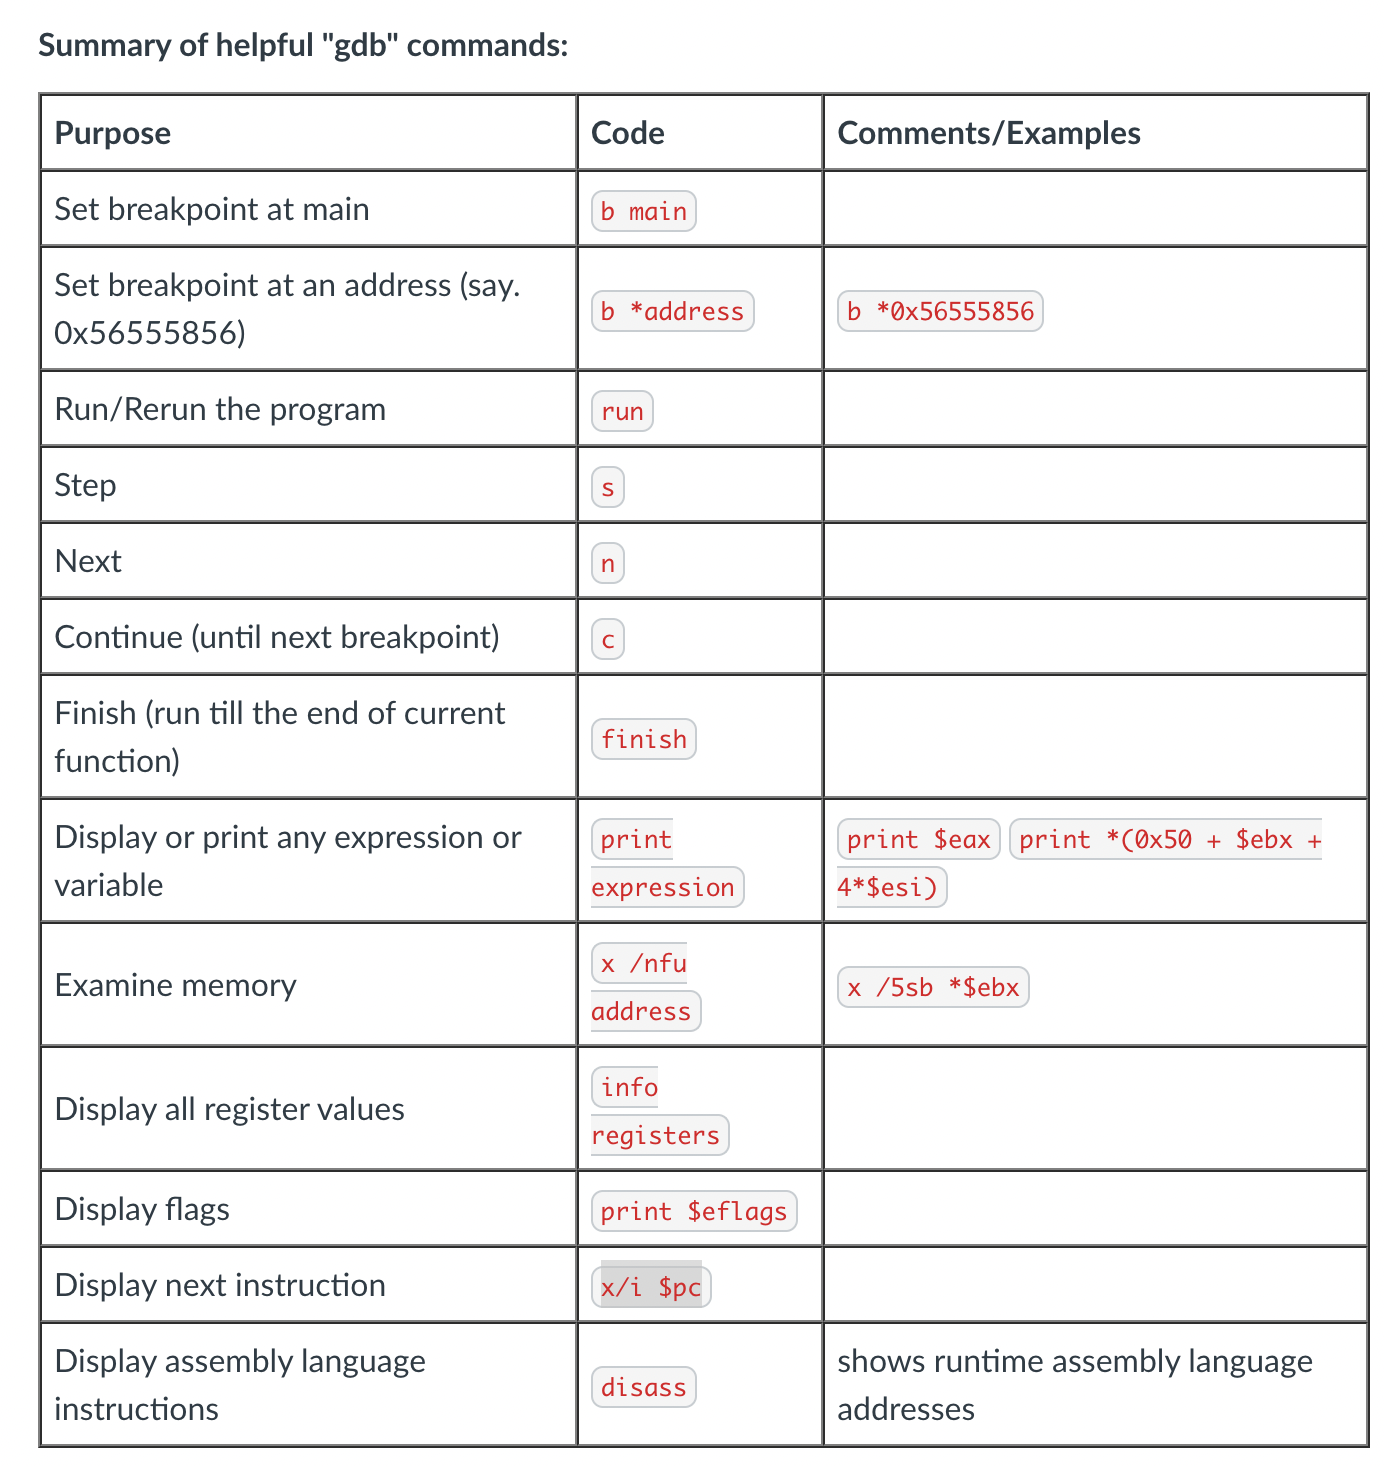 Summary of helpful "gdb" commands:
Purpose Code Comments/Examples
Set breakpoint at main b main
Set breakpoint at an address (say.
0x56555856)
b *address b *0x56555856
Run/Rerun the program run
Step s
Next n
Continue (until next breakpoint) c
Finish (run till the end of current
function)
finish
Display or print any expression or
variable
print
expression
print $eax print *(0x50 + $ebx +
4*$esi)
Examine memory
x /nfu
address
x /5sb *$ebx
Display all register values
info
registers
Display flags print $eflags
Display next instruction x/i $pc
Display assembly language
instructions
disass
shows runtime assembly language
addresses